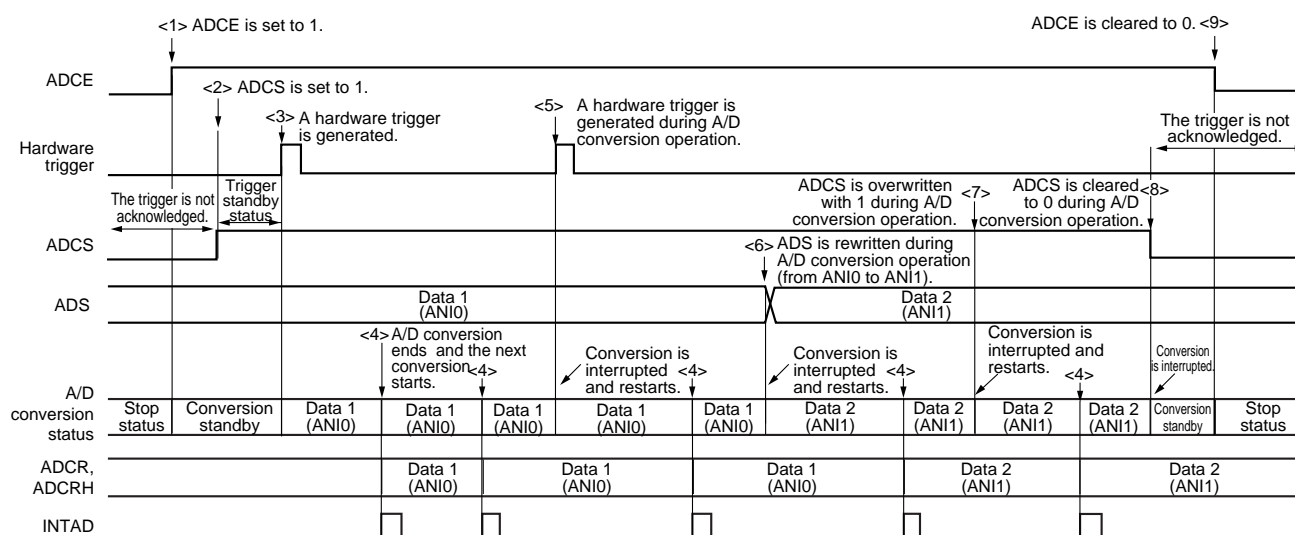 <1> ADCE is set to 1.
ADCE is cleared to 0. <9>
ADCE
<2> ADCS is set to 1.
<3> A hardware trigger
is generated.
<5> A hardware trigger is
generated during A/D
conversion operation.
The trigger is not
acknowledged.
Hardware
trigger
The trigger is not
acknowledged.
Trigger
standby
status
ADCS is overwritten
with 1 during A/D <7>
conversion operation.
ADCS is cleared
to 0 during A/D <8>
conversion operation.
ADCS
<6> ADS is rewritten during
A/D conversion operation
(from ANI0 to ANI1).
ADS
Data 1
(ANI0)
Data 2
(ANI1)
<4> A/D conversion
ends and the next
conversion
starts.
<4>
Conversion is
interrupted
and restarts.
<4>
Conversion is
interrupted
and restarts.
<4>
Conversion is
interrupted and
restarts.
<4>
Conversion
is interrupted.
A/D
conversion
status
Stop
status
Conversion
standby
Data 1
(ANI0)
Data 1
(ANI0)
Data 1
(ANI0)
Data 1
(ANI0)
Data 1
(ANI0)
Data 2
(ANI1)
Data 2
(ANI1)
Data 2
(ANI1)
Data 2
(ANI1)
Conversion
standby
Stop
status
ADCR,
ADCRH
Data 1
(ANI0)
Data 1
(ANI0)
Data 1
(ANI0)
Data 2
(ANI1)
Data 2
(ANI1)
INTAD